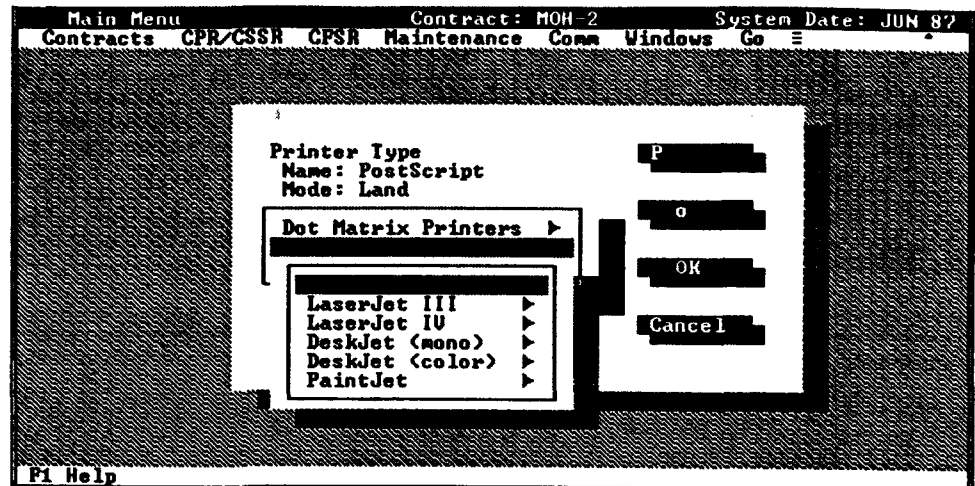 Main Menu Contract: MOH-2 System Date: JUN 87
Contracts CPR/CSSR CPSR Maintenance Comm Windows Go ≡
Printer Type
Name: PostScript
Mode: Land
P
Dot Matrix Printers ►
o
OK
LaserJet III ►
LaserJet IV ►
Cancel
DeskJet (mono) ►
DeskJet (color) ►
PaintJet ►
F1 Help